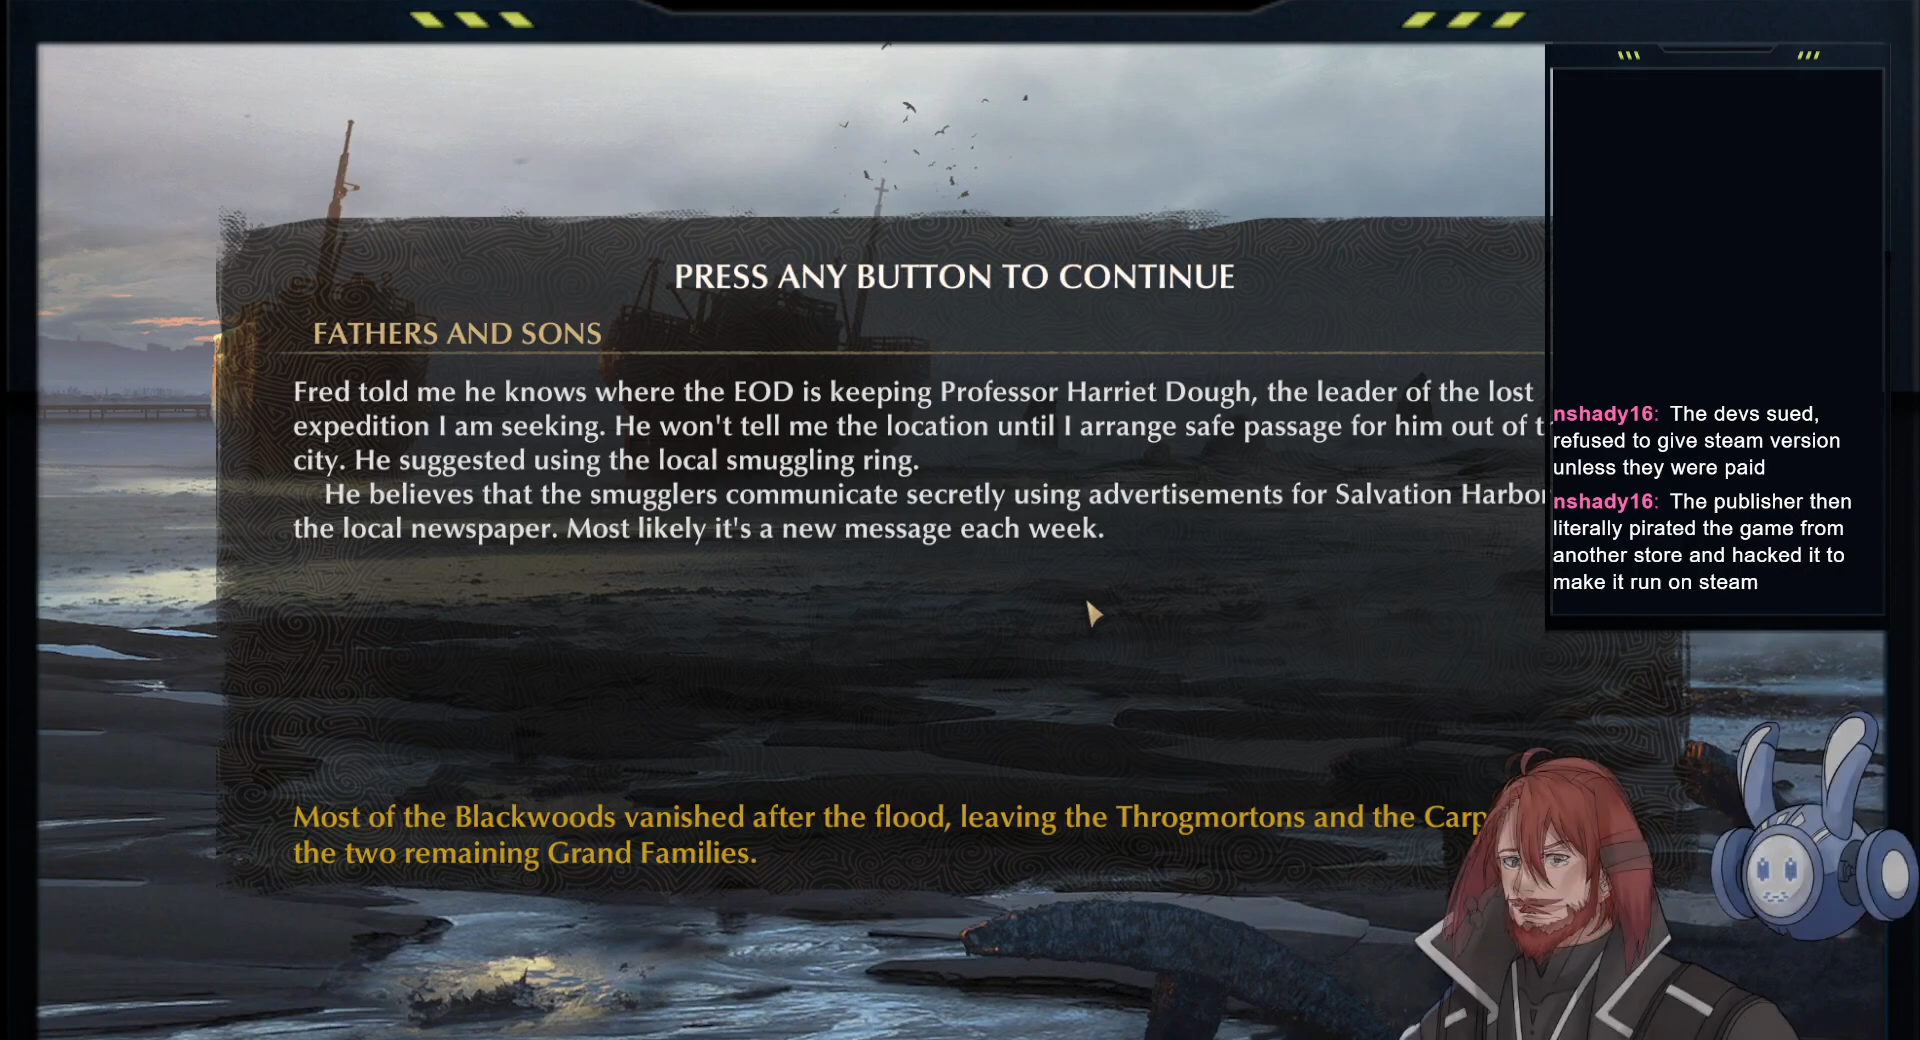 PRESS ANY BUTTON TO CONTINUE
FATHERS AND SONS
Fred told me he knows where the EOD is keeping Professor Harriet Dough, the leader of the lost
expedition I am seeking. He won't tell me the location until I arrange safe passage for him out of
city. He suggested using the local smuggling ring.
He believes that the smugglers communicate secretly using advertisements for Salvation
the local newspaper. Most likely it's a new message each week.
Most of the Blackwoods vanished after the flood, leaving the Throgmortons and the
the two remaining Grand Families.
nshady16: The devs sued,
refused to give steam version
unless they were paid
nshady16: The publisher then
literally pirated the game from
another store and hacked it to
make it run on steam